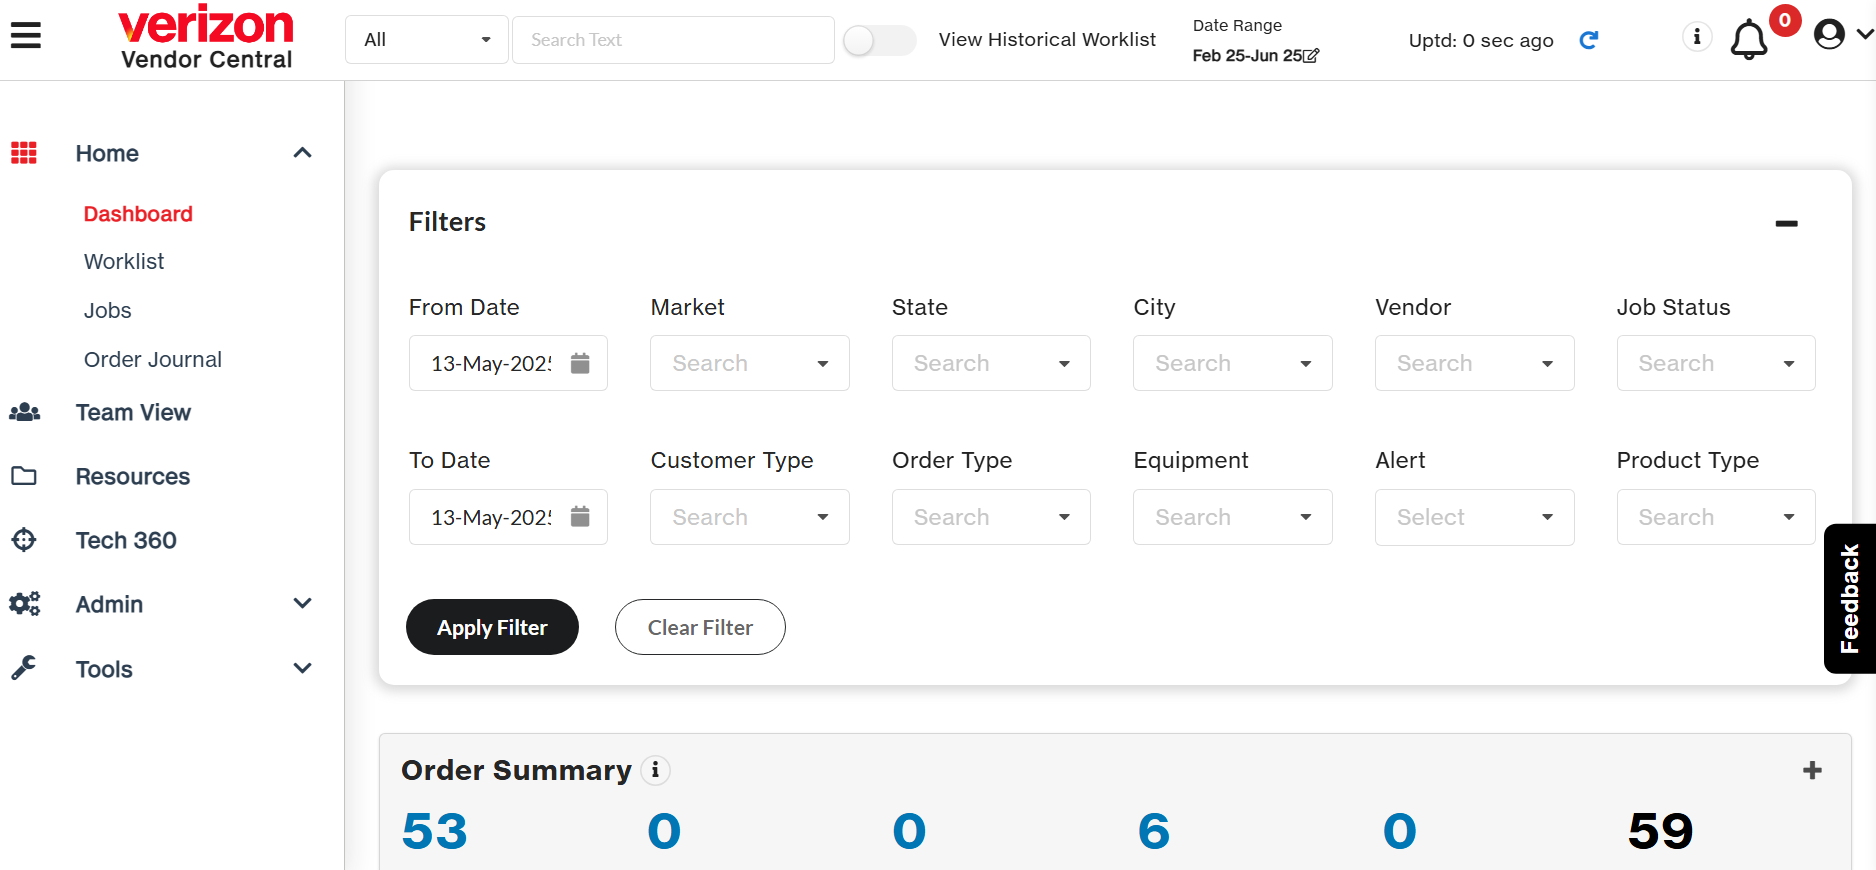 verizon
Vendor Central
All
Search Text
View Historical Worklist
Date Range
Feb 25-Jun 25
Uptd: 0 sec ago
i
0
Home
Dashboard
Worklist
Jobs
Order Journal
Team View
Resources
Tech 360
Admin
Tools
Filters
From Date
Market
State
City
Vendor
Job Status
13-May-2025
Search
Search
Search
Search
Search
To Date
Customer Type
Order Type
Equipment
Alert
Product Type
13-May-2025
Search
Search
Search
Select
Search
Apply Filter
Clear Filter
Feedback
Order Summary i
53
0
0
6
0
59